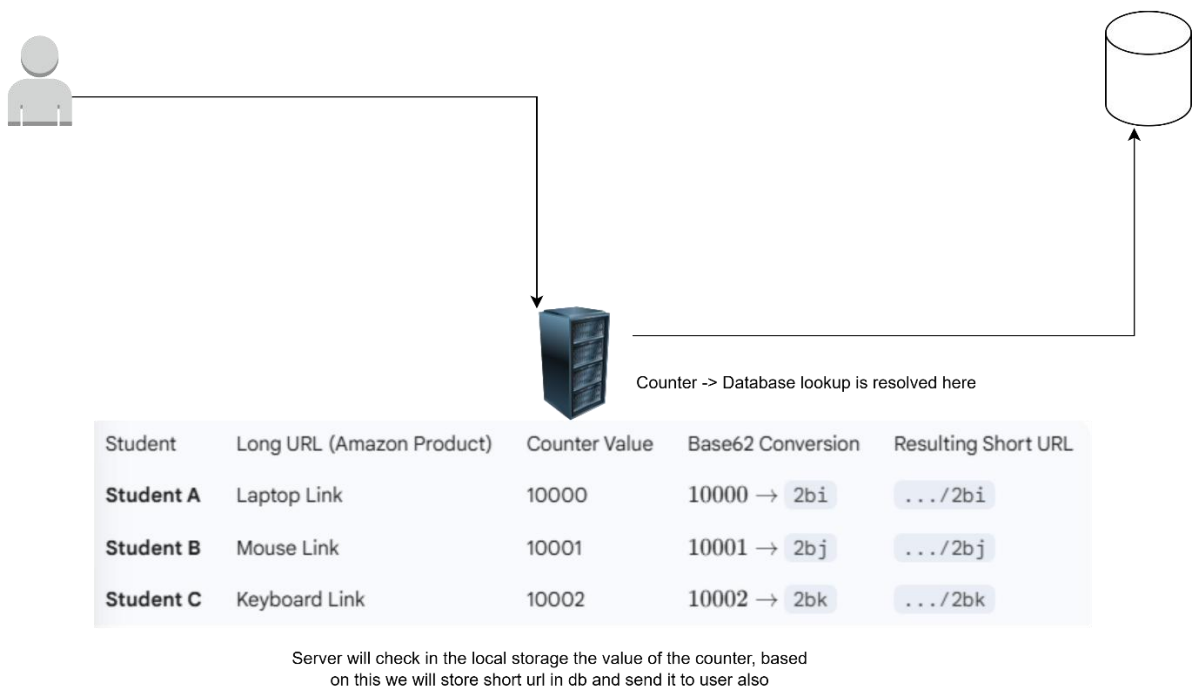 Counter -> Database lookup is resolved here
Student Long URL (Amazon Product) Counter Value Base62 Conversion Resulting Short URL
Student A Laptop Link 10000 10000 → 2bi .../2bi
Student B Mouse Link 10001 10001 → 2bj .../2bj
Student C Keyboard Link 10002 10002 → 2bk .../2bk
Server will check in the local storage the value of the counter, based
on this we will store short url in db and send it to user also